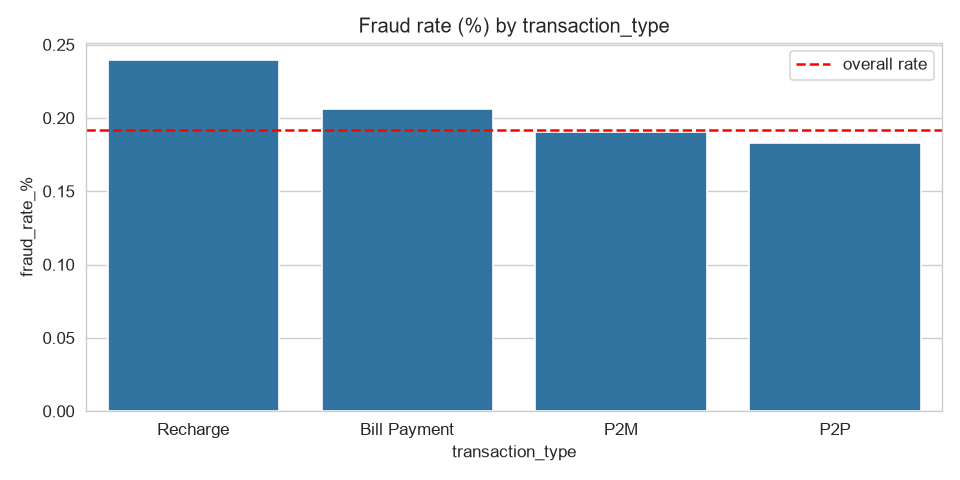 Fraud rate (%) by transaction_type
overall rate
fraud_rate_%
0.25
0.20
0.15
0.10
0.05
0.00
Recharge Bill Payment P2M P2P
transaction_type